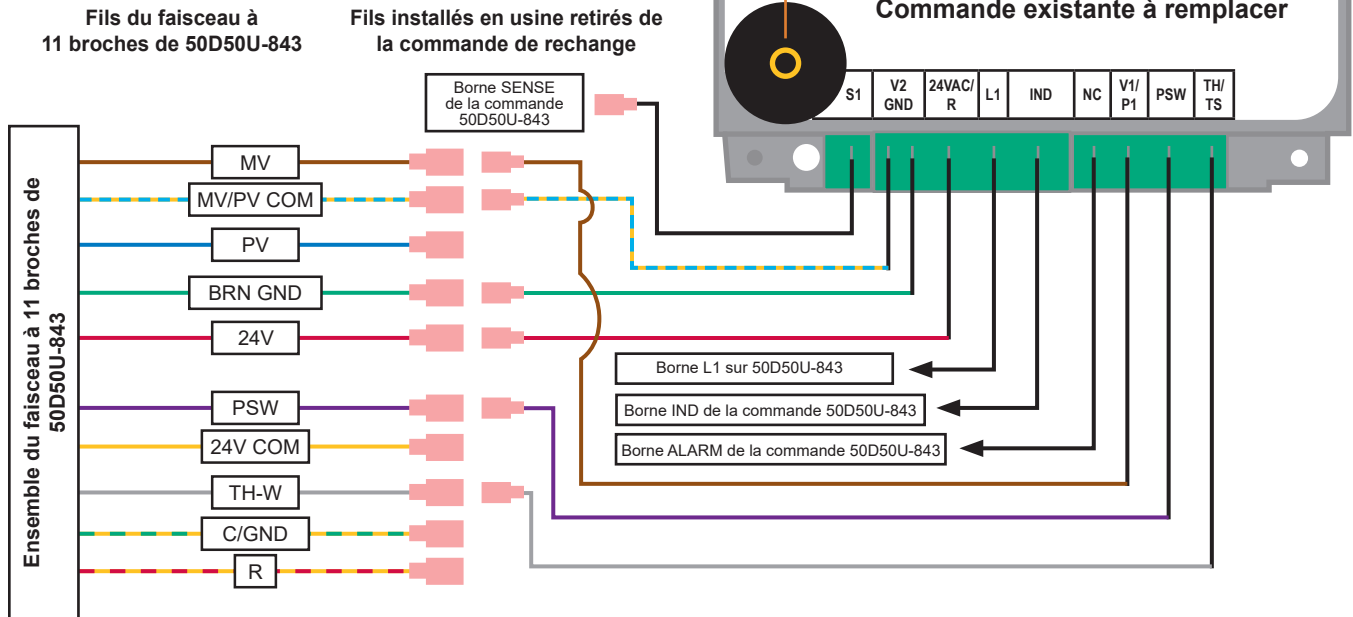 Fils du faisceau à
11 broches de 50D50U-843
Fils installés en usine retirés de
la commande de rechange
Commande existante à remplacer
Borne SENSE
de la commande
50D50U-843
S1
V2
GND
24VAC/
R
L1
IND
NC
V1/
P1
PSW
TH/
TS
Ensemble du faisceau à 11 broches de
50D50U-843
MV
MV/PV COM
PV
BRN GND
24V
PSW
24V COM
TH-W
C/GND
R
Borne L1 sur 50D50U-843
Borne IND de la commande 50D50U-843
Borne ALARM de la commande 50D50U-843